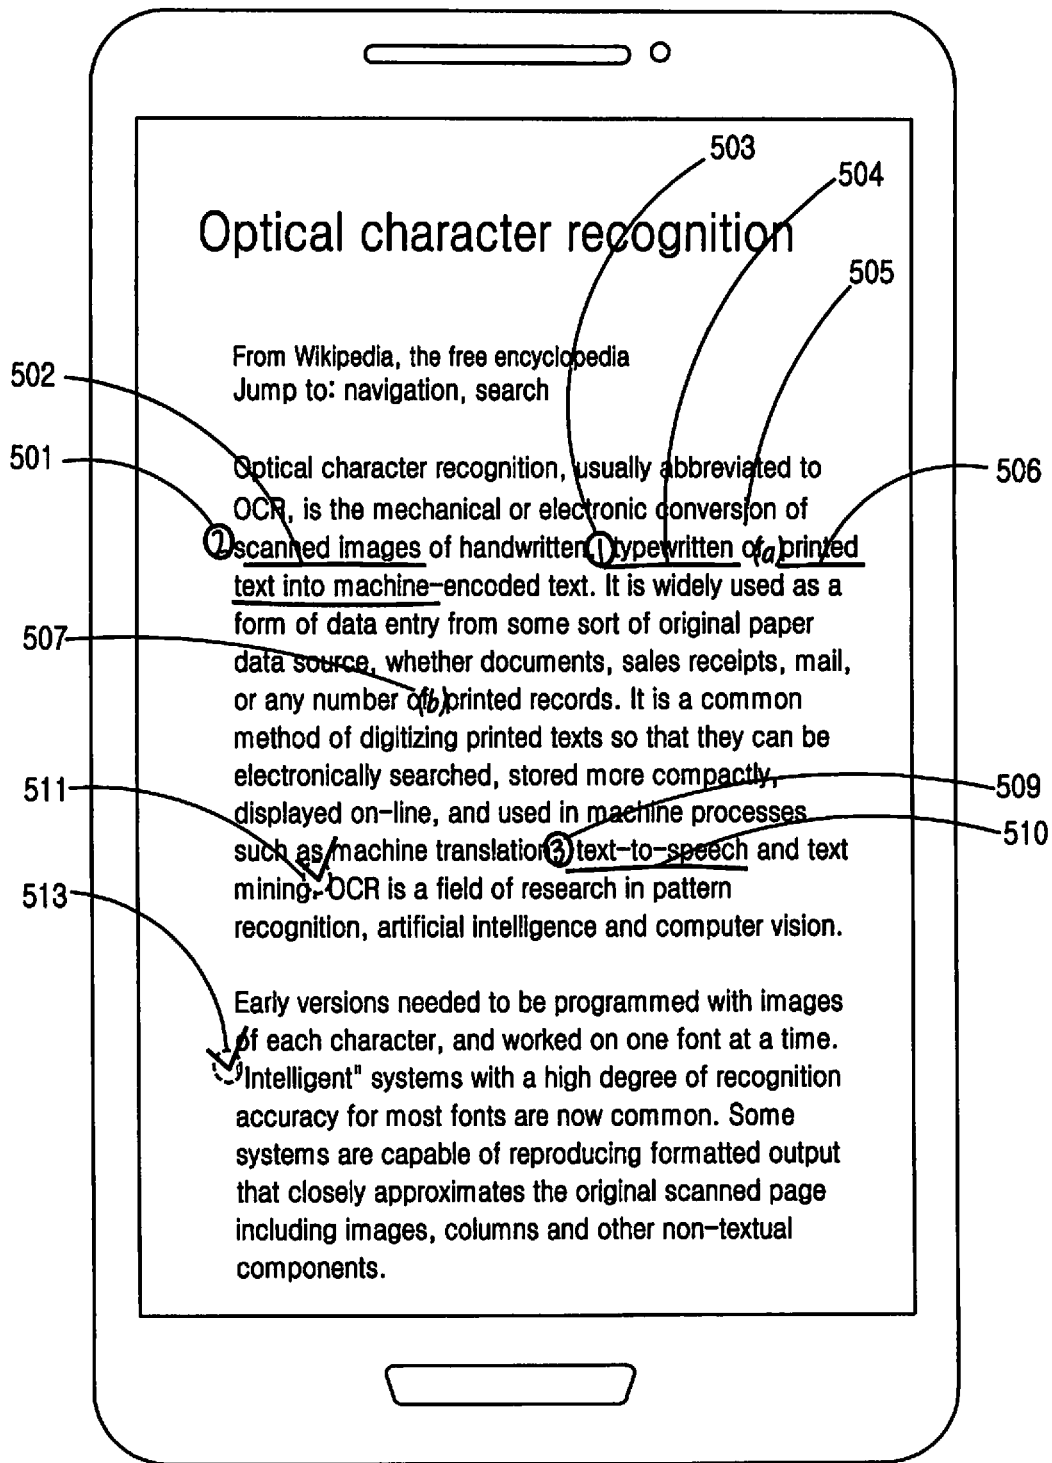 503
504
Optical character recognition
505
From Wikipedia, the free encyclopedia
502
Jump to: navigation, search
501
Optical character recognition, usually abbreviated to
506
OCR, is the mechanical or electronic conversion of
② scanned images of handwritten, ① typewritten of (a) printed
text into machine-encoded text. It is widely used as a
form of data entry from some sort of original paper
507
data source, whether documents, sales receipts, mail,
or any number of (b) printed records. It is a common
method of digitizing printed texts so that they can be
electronically searched, stored more compactly,
511
509
displayed on-line, and used in machine processes
510
such as machine translation ③ text-to-speech and text
mining. OCR is a field of research in pattern
513
recognition, artificial intelligence and computer vision.
Early versions needed to be programmed with images
of each character, and worked on one font at a time.
"Intelligent" systems with a high degree of recognition
accuracy for most fonts are now common. Some
systems are capable of reproducing formatted output
that closely approximates the original scanned page
including images, columns and other non-textual
components.